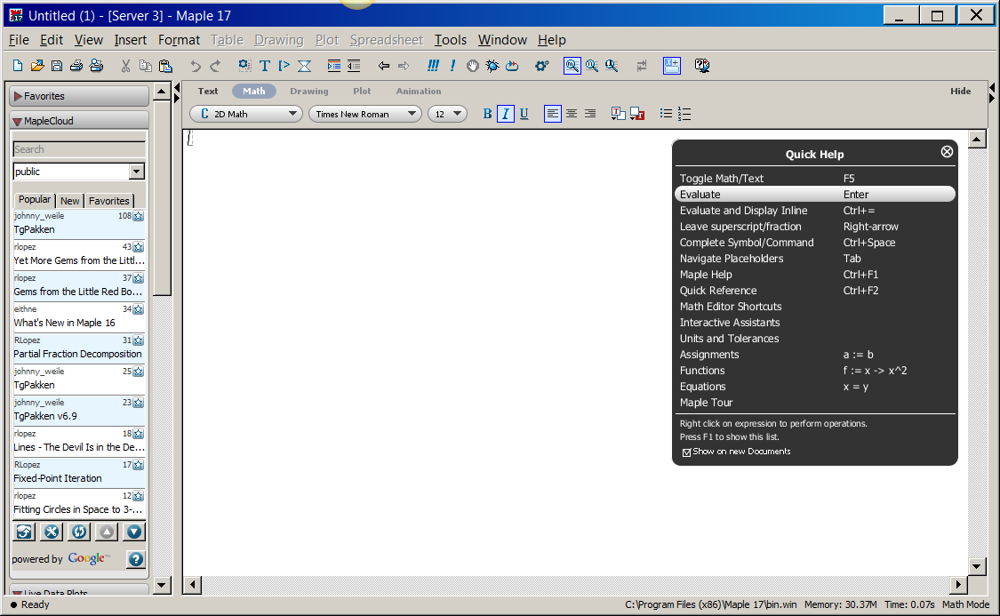 Untitled (1) - [Server 3] - Maple 17
File Edit View Insert Format Table Drawing Plot Spreadsheet Tools Window Help
Text Math Drawing Plot Animation Hide
C 2D Math Times New Roman 12 B I U
Favorites
MapleCloud
Search
public
Popular New Favorites
johnny_weile 108
TgPakken
rlopez 43
Yet More Gems from the Littl...
rlopez 37
Gems from the Little Red Bo...
eithne 34
What's New in Maple 16
RLopez 31
Partial Fraction Decomposition
johnny_weile 25
TgPakken
johnny_weile 23
TgPakken v6.9
rlopez 18
Lines - The Devil Is in the De...
RLopez 17
Fixed-Point Iteration
rlopez 12
Fitting Circles in Space to 3-...
powered by Google™
Live Data Plots
Quick Help
Toggle Math/Text F5
Evaluate Enter
Evaluate and Display Inline Ctrl+=
Leave superscript/fraction Right-arrow
Complete Symbol/Command Ctrl+Space
Navigate Placeholders Tab
Maple Help Ctrl+F1
Quick Reference Ctrl+F2
Math Editor Shortcuts
Interactive Assistants
Units and Tolerances
Assignments a := b
Functions f := x -> x^2
Equations x = y
Maple Tour
Right click on expression to perform operations.
Press F1 to show this list.
Show on new Documents
Ready C:\Program Files (x86)\Maple 17\bin.win Memory: 30.37M Time: 0.07s Math Mode